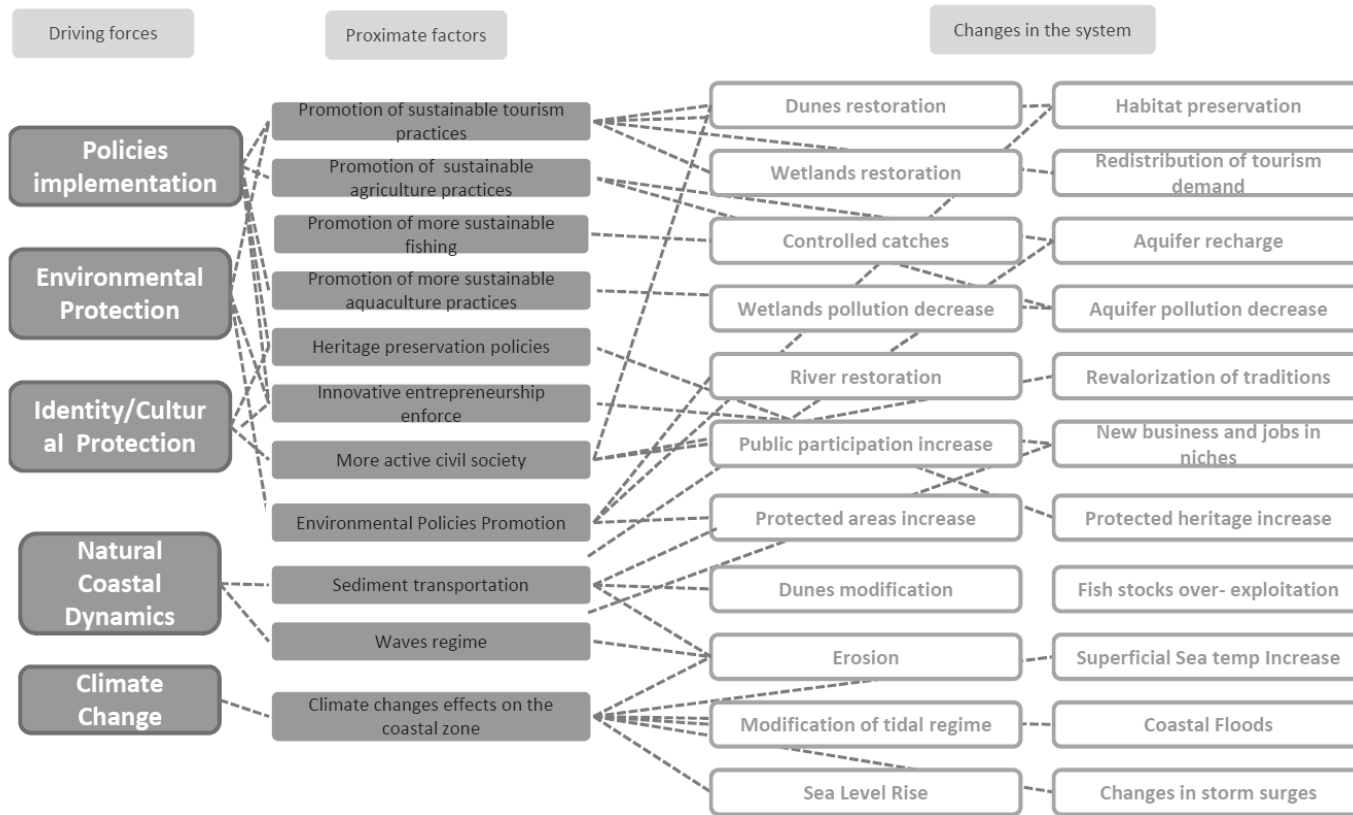 Driving forces
Proximate factors
Changes in the system
Policies
implementation
Environmental
Protection
Identity/Cultur
al Protection
Natural
Coastal
Dynamics
Climate
Change
Promotion of sustainable tourism
practices
Promotion of sustainable
agriculture practices
Promotion of more sustainable
fishing
Promotion of more sustainable
aquaculture practices
Heritage preservation policies
Innovative entrepreneurship
enforce
More active civil society
Environmental Policies Promotion
Sediment transportation
Waves regime
Climate changes effects on the
coastal zone
Dunes restoration
Wetlands restoration
Controlled catches
Wetlands pollution decrease
River restoration
Public participation increase
Protected areas increase
Dunes modification
Erosion
Modification of tidal regime
Sea Level Rise
Habitat preservation
Redistribution of tourism
demand
Aquifer recharge
Aquifer pollution decrease
Revalorization of traditions
New business and jobs in
niches
Protected heritage increase
Fish stocks over- exploitation
Superficial Sea temp Increase
Coastal Floods
Changes in storm surges